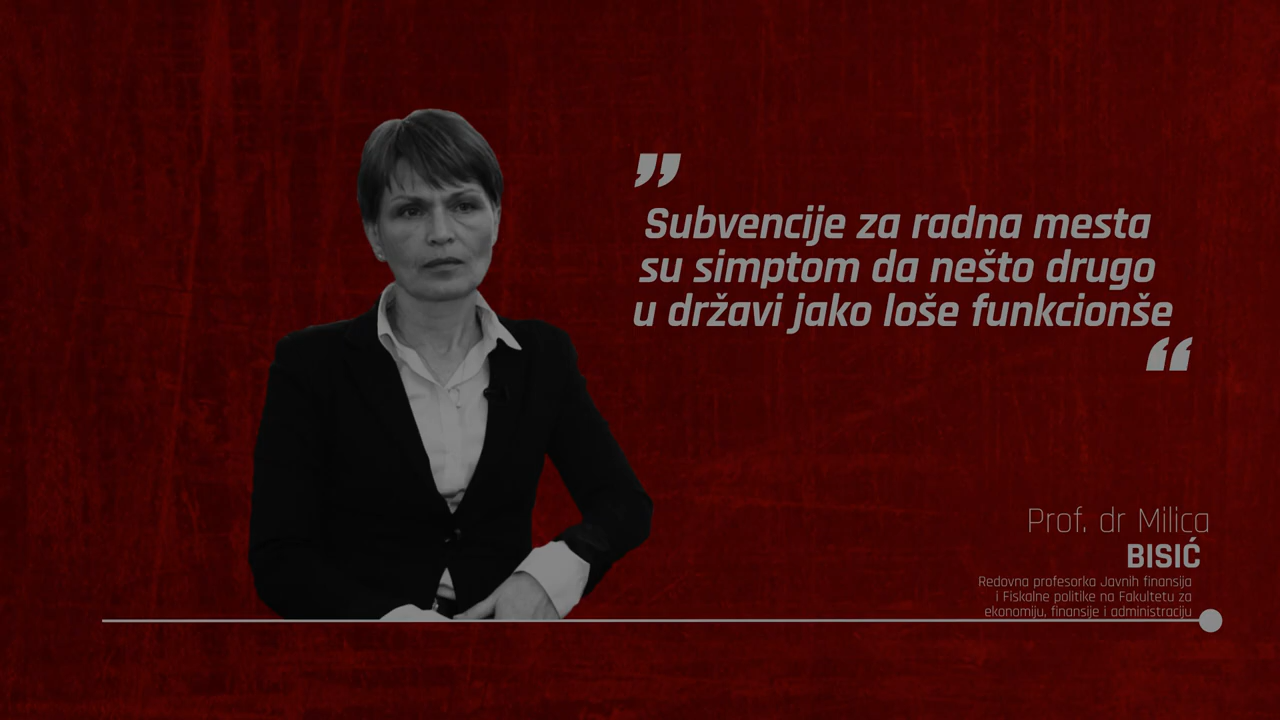 ”
Subvencije za radna mesta
su simptom da nešto drugo
u državi jako loše funkcionše
“
Prof. dr Milica
BISIĆ
Redovna profesorka Javnih finansija
i Fiskalne politike na Fakultetu za
ekonomiju, finansije i administraciju